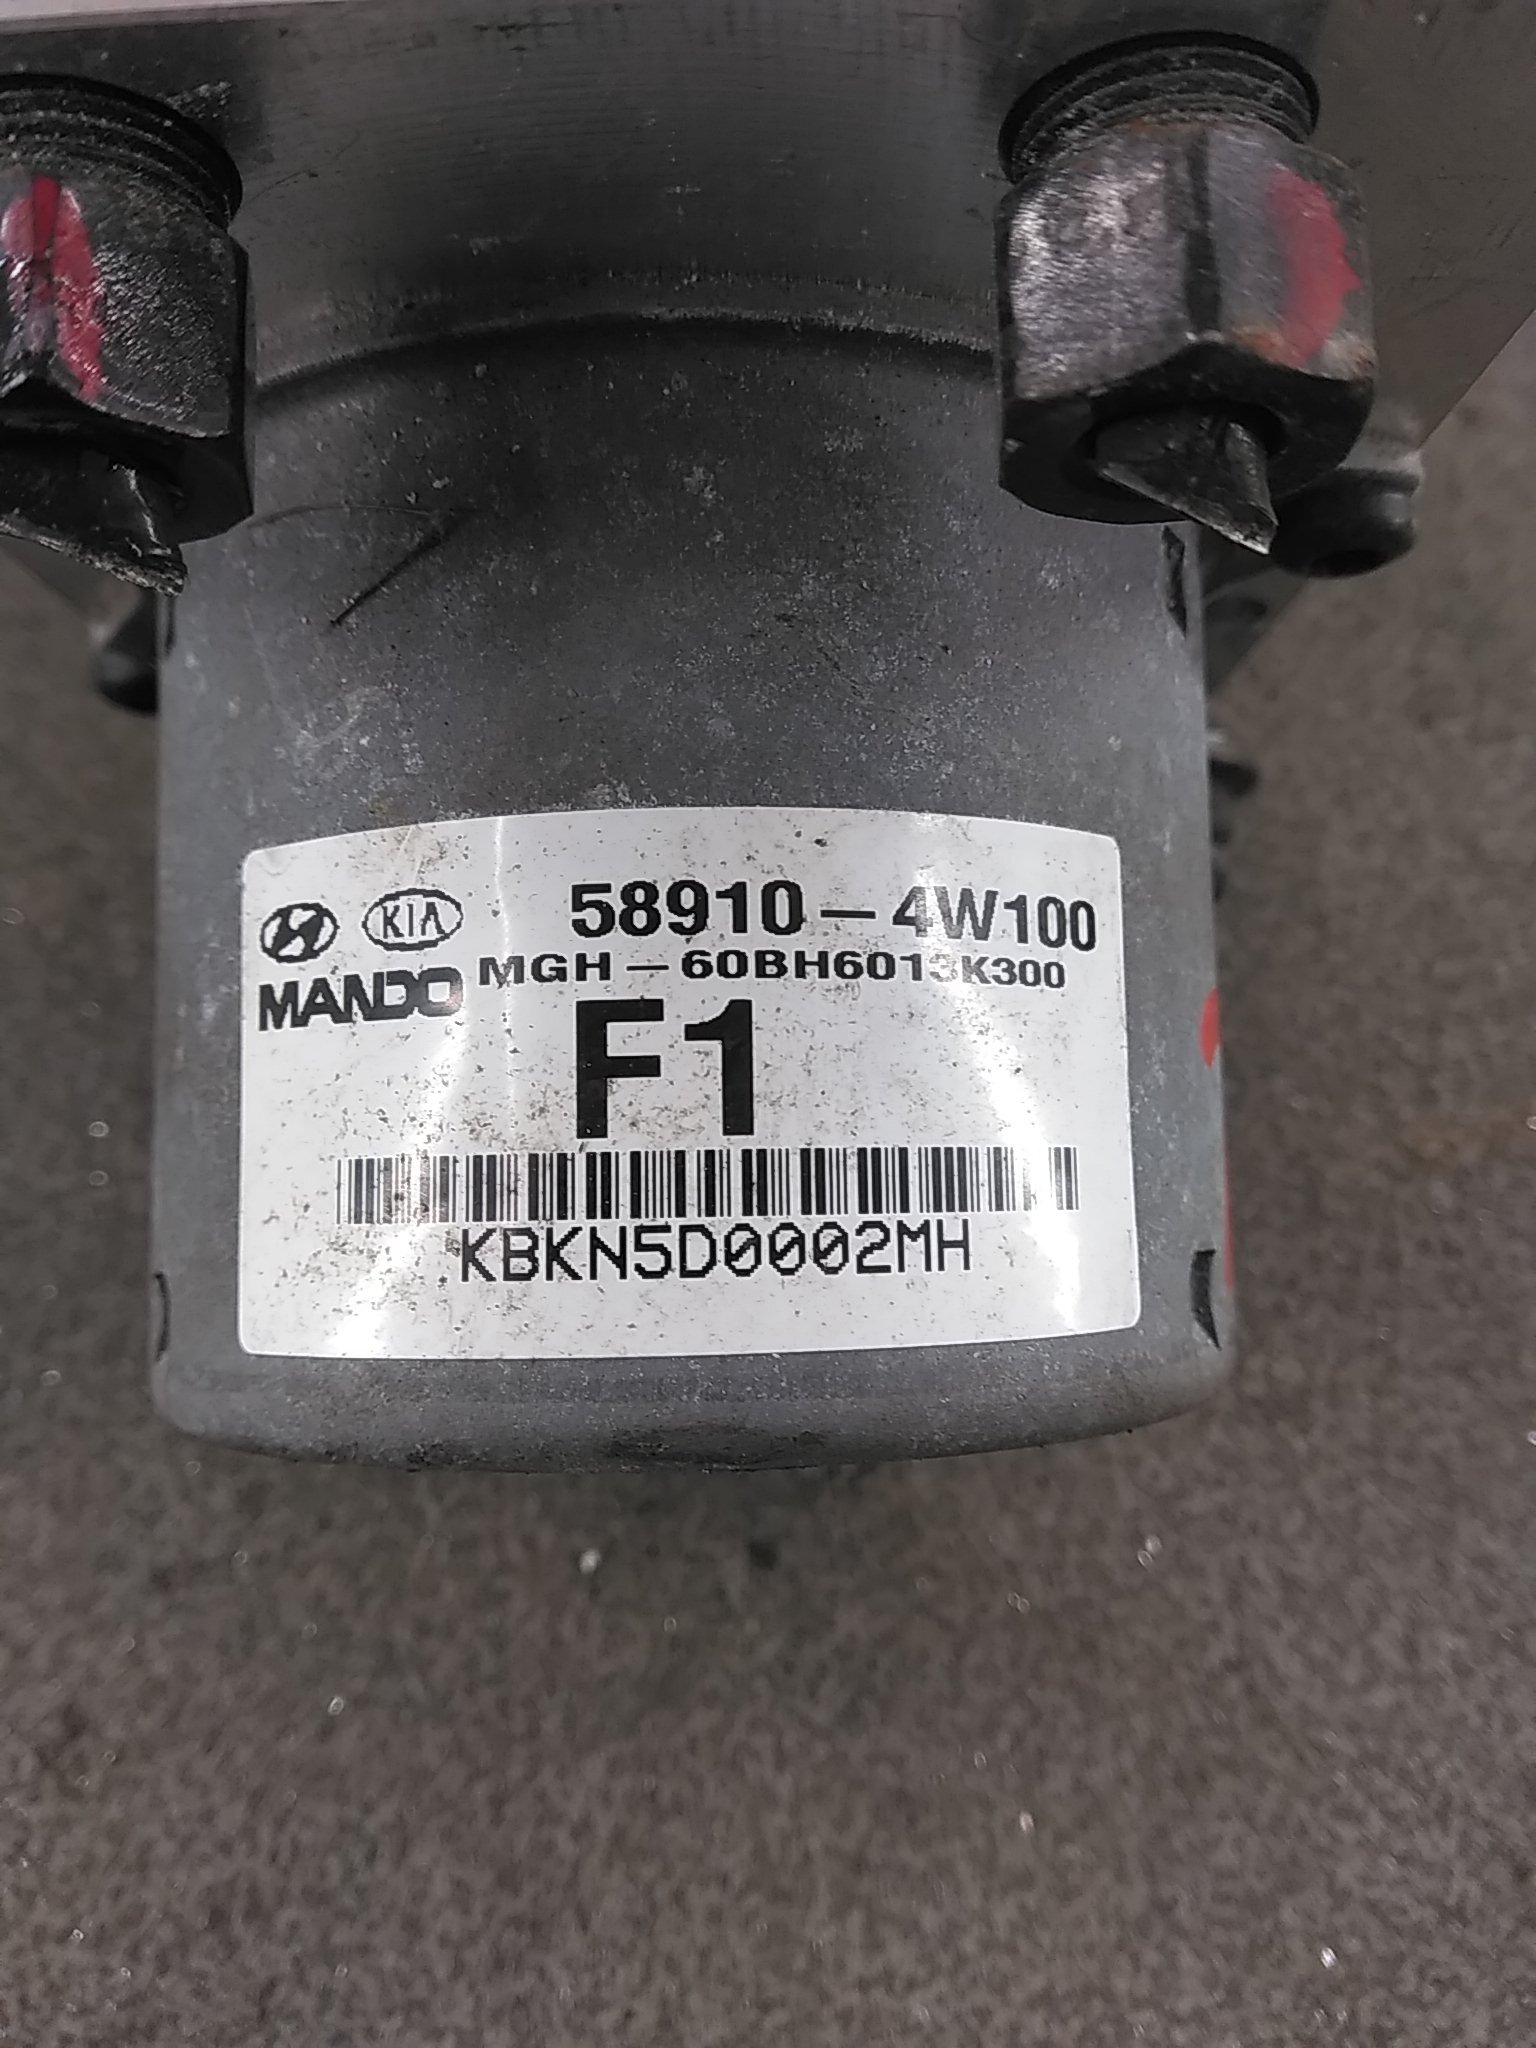 KIA 58910-4W100
MANDO MGH-60BH6013K300
F1
KBKN5D0002MH